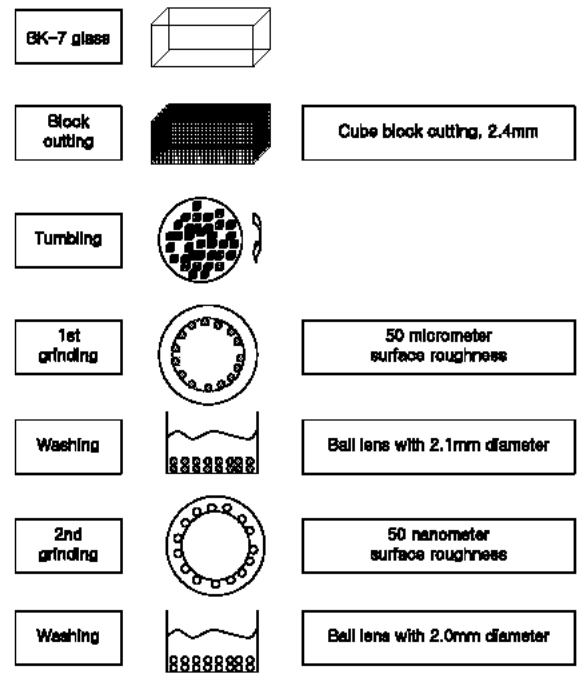 BK-7 glass
Block
cutting
Cube block cutting, 2.4mm
Tumbling
1st
grinding
50 micrometer
surface roughness
Washing
Ball lens with 2.1mm diameter
2nd
grinding
50 nanometer
surface roughness
Washing
Ball lens with 2.0mm diameter